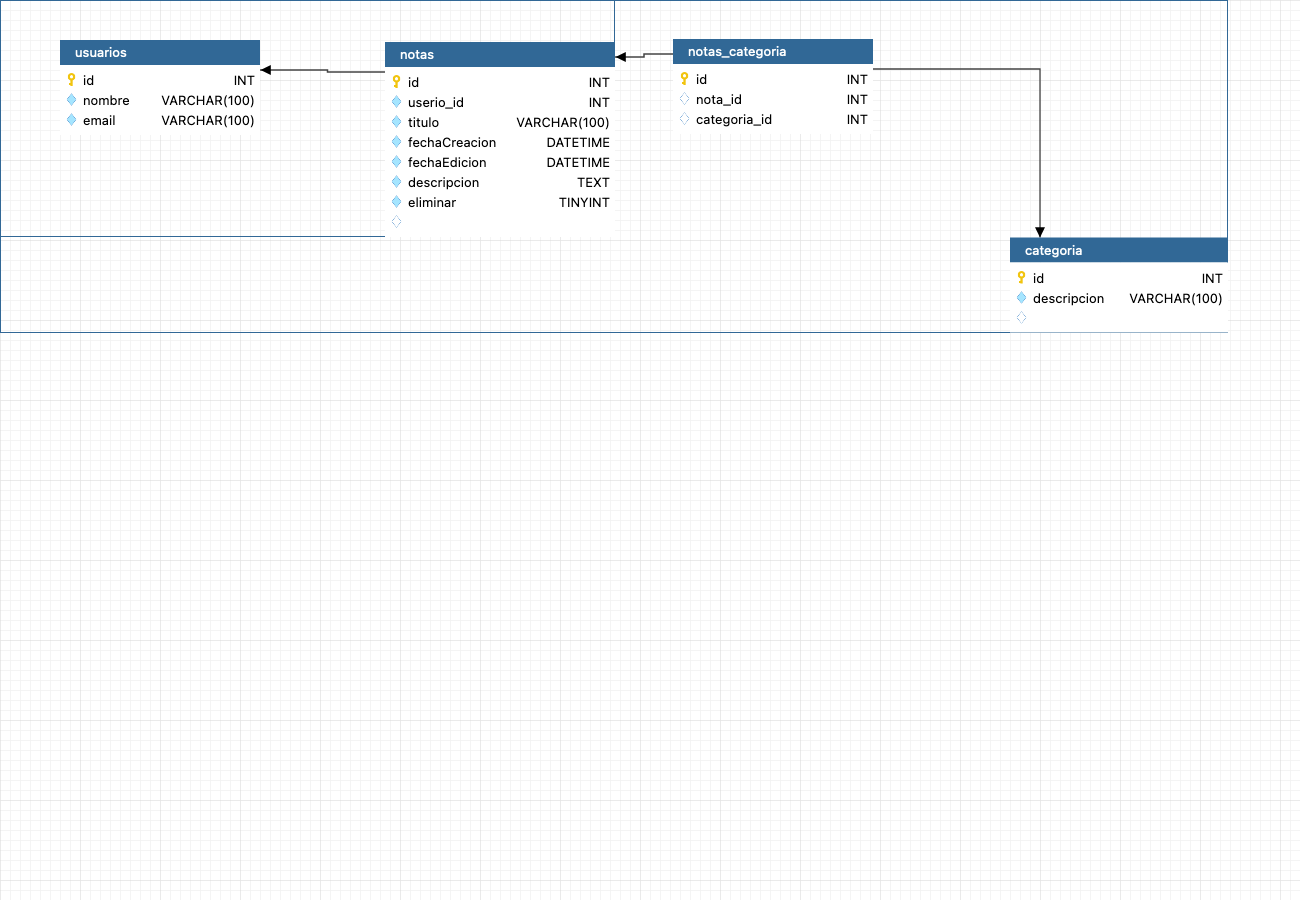 usuarios
id INT
nombre VARCHAR(100)
email VARCHAR(100)
notas
id INT
userio_id INT
titulo VARCHAR(100)
fechaCreacion DATETIME
fechaEdicion DATETIME
descripcion TEXT
eliminar TINYINT
notas_categoria
id INT
nota_id INT
categoria_id INT
categoria
id INT
descripcion VARCHAR(100)